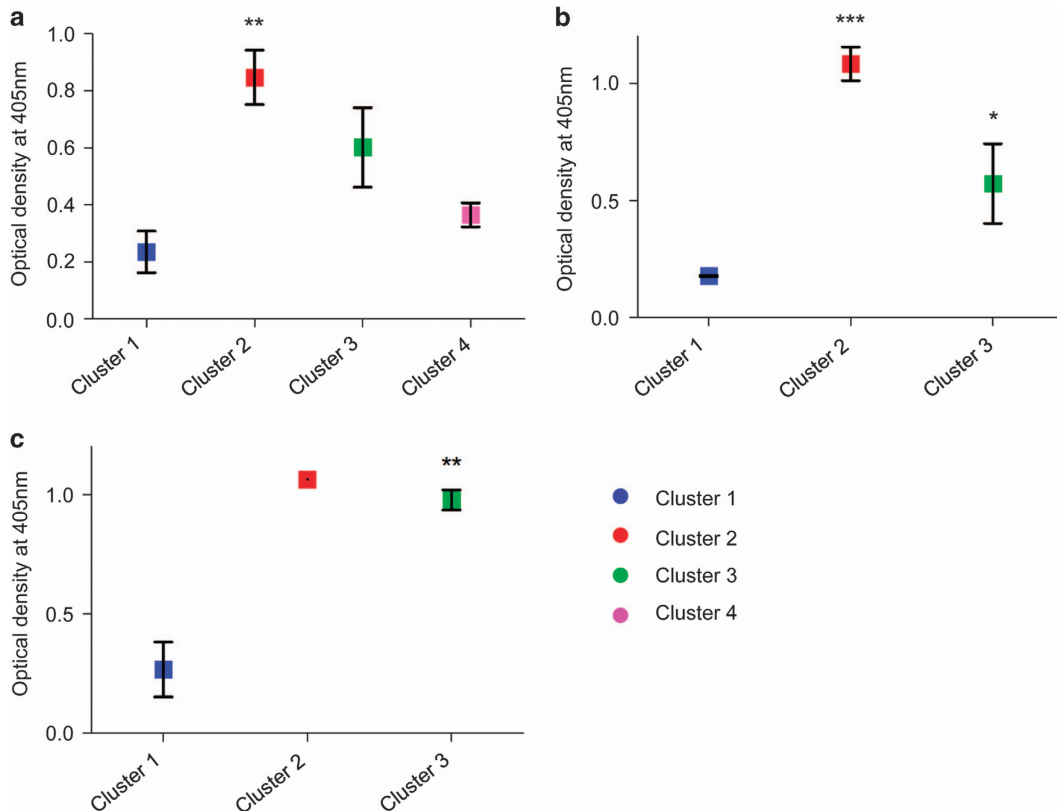 a
**
Optical density at 405nm
1.0
0.8
0.6
0.4
0.2
0.0
Cluster 1
Cluster 2
Cluster 3
Cluster 4
b
***
*
Optical density at 405nm
1.0
0.5
0.0
Cluster 1
Cluster 2
Cluster 3
c
**
Optical density at 405nm
1.0
0.5
0.0
Cluster 1
Cluster 2
Cluster 3
Cluster 1
Cluster 2
Cluster 3
Cluster 4